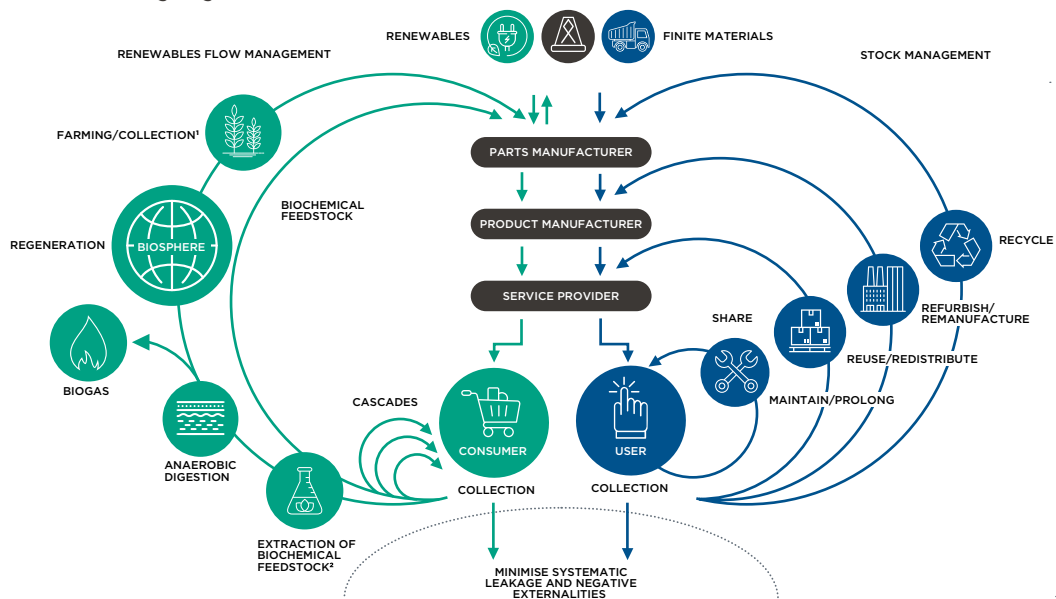 RENEWABLES
FINITE MATERIALS
RENEWABLES FLOW MANAGEMENT
STOCK MANAGEMENT
FARMING/COLLECTION¹
PARTS MANUFACTURER
BIOCHEMICAL
FEEDSTOCK
REGENERATION
BIOSPHERE
PRODUCT MANUFACTURER
RECYCLE
SERVICE PROVIDER
REFURBISH/
REMANUFACTURE
SHARE
REUSE/REDISTRIBUTE
BIOGAS
MAINTAIN/PROLONG
CASCADES
CONSUMER
USER
ANAEROBIC
DIGESTION
COLLECTION
COLLECTION
EXTRACTION OF
BIOCHEMICAL
FEEDSTOCK²
MINIMISE SYSTEMATIC
LEAKAGE AND NEGATIVE
EXTERNALITIES